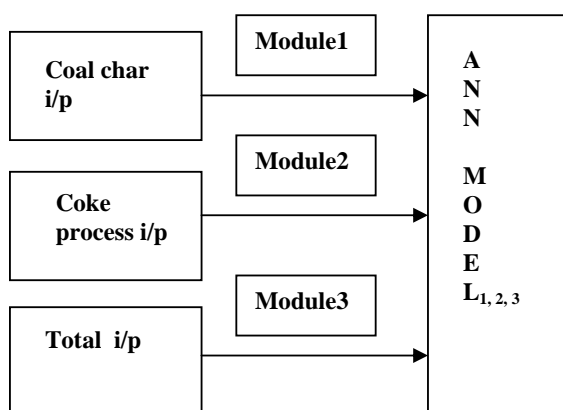 Module1
Coal char
i/p
Module2
Coke
process i/p
Module3
Total i/p
A
N
N
M
O
D
E
L1, 2, 3